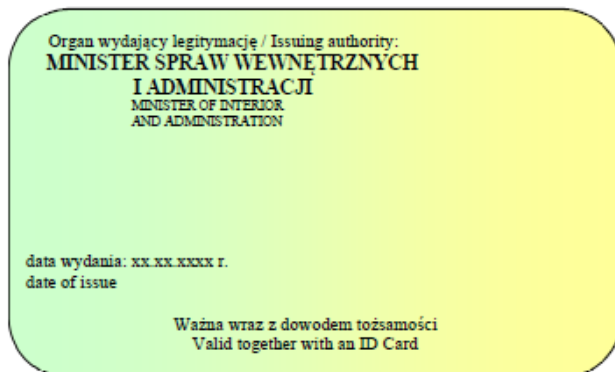 Organ wydający legitymację / Issuing authority:
MINISTER SPRAW WEWNĘTRZNYCH
I ADMINISTRACJI
MINISTER OF INTERIOR
AND ADMINISTRATION
data wydania: xx.xx.xxxx r.
date of issue
Ważna wraz z dowodem tożsamości
Valid together with an ID Card